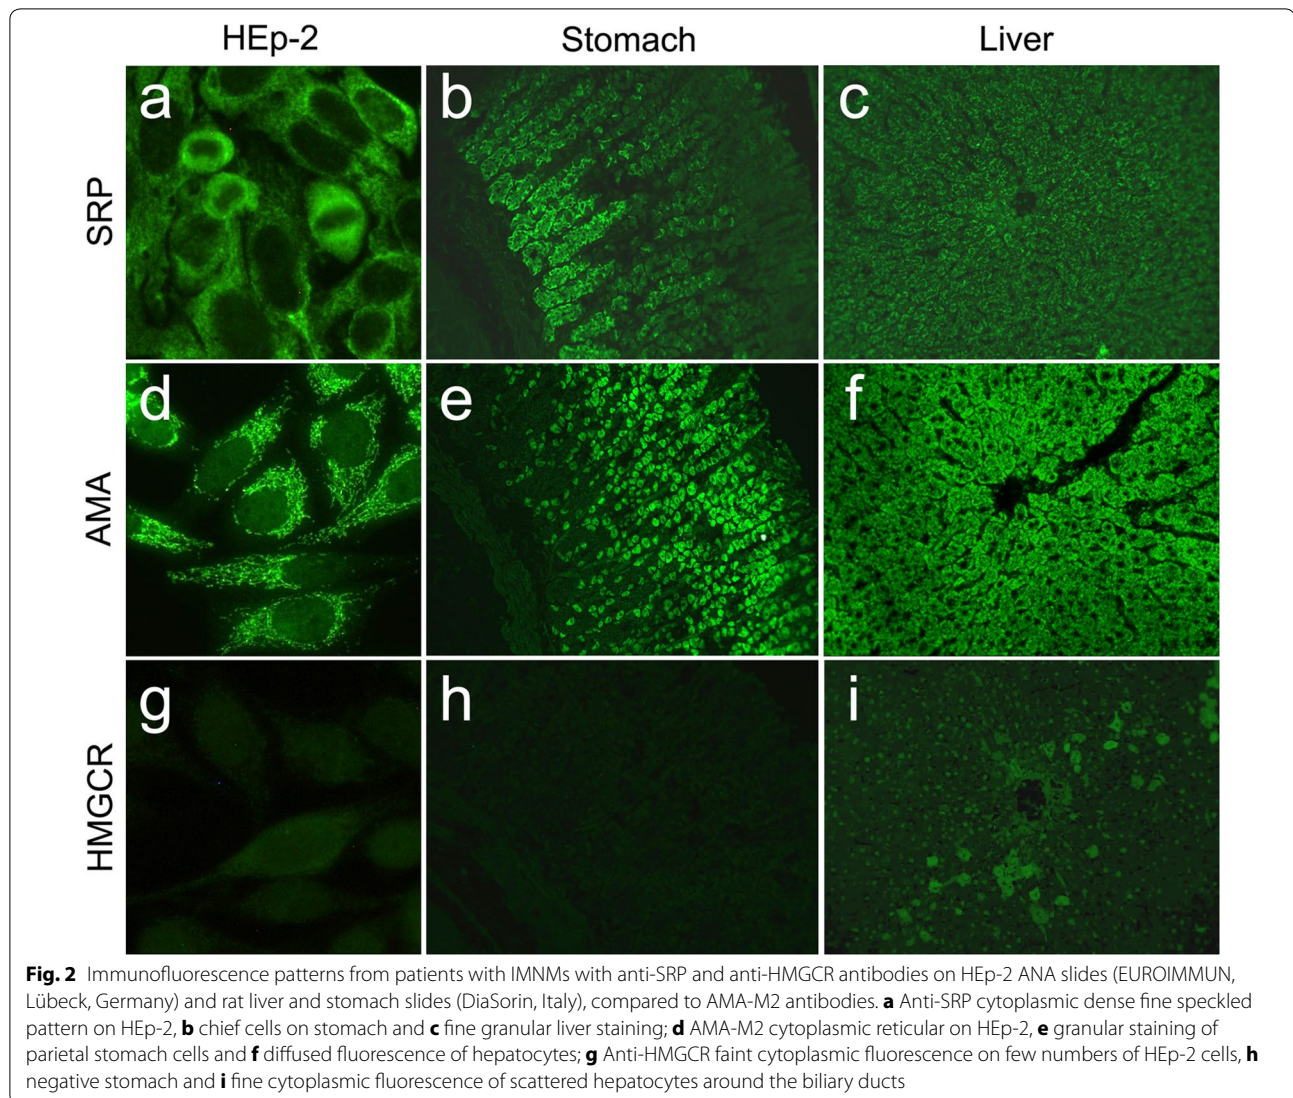 HEp-2 Stomach Liver
SRP
a b c
AMA
d e f
HMGCR
g h i
Fig. 2 Immunofluorescence patterns from patients with IMNMs with anti-SRP and anti-HMGCR antibodies on HEp-2 ANA slides (EUROIMMUN,
Lübeck, Germany) and rat liver and stomach slides (DiaSorin, Italy), compared to AMA-M2 antibodies. a Anti-SRP cytoplasmic dense fine speckled
pattern on HEp-2, b chief cells on stomach and c fine granular liver staining; d AMA-M2 cytoplasmic reticular on HEp-2, e granular staining of
parietal stomach cells and f diffused fluorescence of hepatocytes; g Anti-HMGCR faint cytoplasmic fluorescence on few numbers of HEp-2 cells, h
negative stomach and i fine cytoplasmic fluorescence of scattered hepatocytes around the biliary ducts